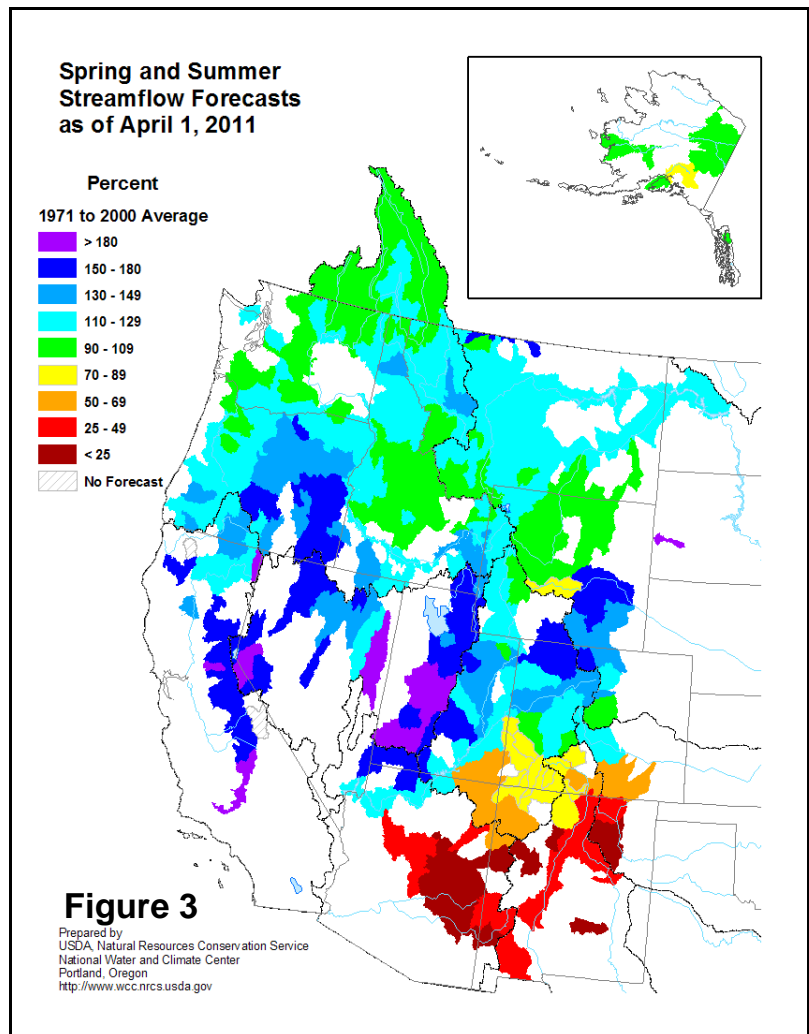 Spring and Summer
Streamflow Forecasts
as of April 1, 2011
Percent
1971 to 2000 Average
> 180
150 - 180
130 - 149
110 - 129
90 - 109
70 - 89
50 - 69
25 - 49
< 25
No Forecast
Figure 3
Prepared by
USDA, Natural Resources Conservation Service
National Water and Climate Center
Portland, Oregon
http://www.wcc.nrcs.usda.gov